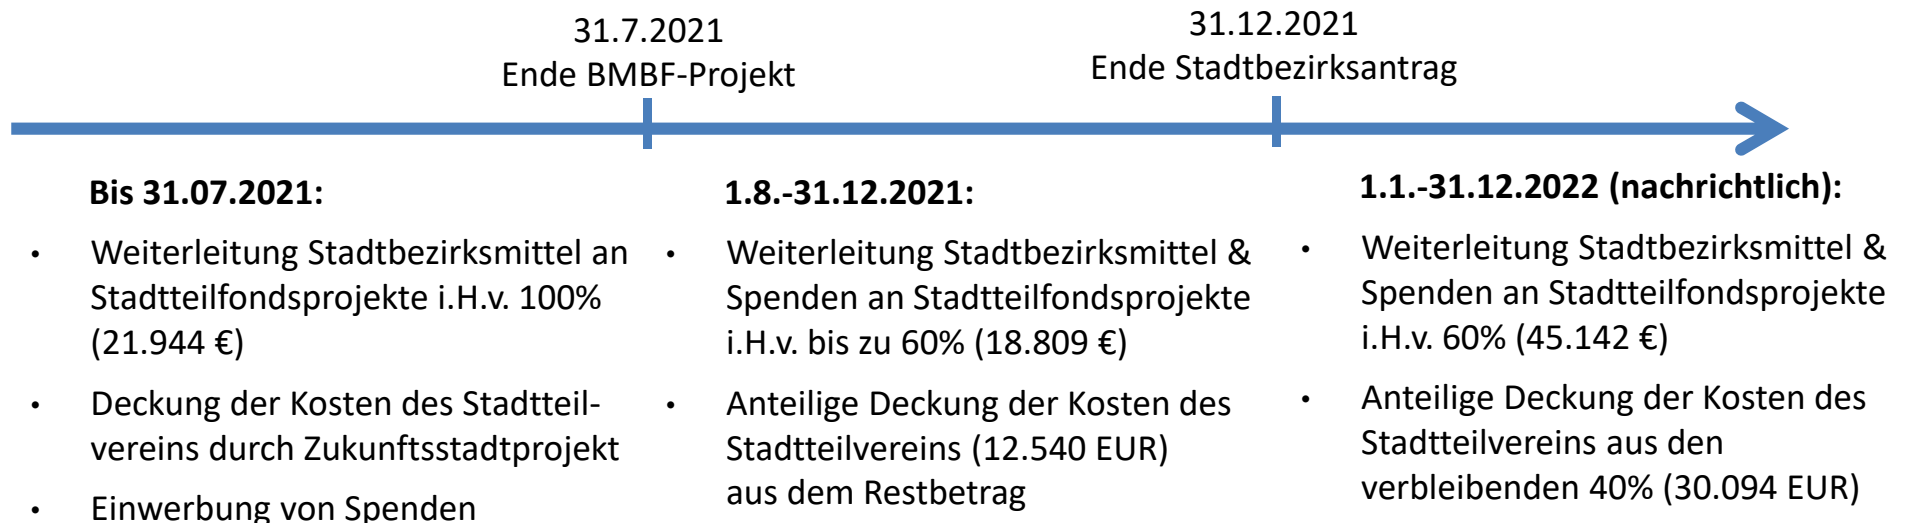 31.7.2021
Ende BMBF-Projekt
31.12.2021
Ende Stadtbezirksantrag
Bis 31.07.2021:
• Weiterleitung Stadtbezirksmittel an
Stadtteilfondsprojekte i.H.v. 100%
(21.944 €)
• Deckung der Kosten des Stadtteil-
vereins durch Zukunftsstadtprojekt
• Einwerbung von Spenden
1.8.-31.12.2021:
• Weiterleitung Stadtbezirksmittel &
Spenden an Stadtteilfondsprojekte
i.H.v. bis zu 60% (18.809 €)
• Anteilige Deckung der Kosten des
Stadtteilvereins (12.540 EUR)
aus dem Restbetrag
1.1.-31.12.2022 (nachrichtlich):
• Weiterleitung Stadtbezirksmittel &
Spenden an Stadtteilfondsprojekte
i.H.v. 60% (45.142 €)
• Anteilige Deckung der Kosten des
Stadtteilvereins aus den
verbleibenden 40% (30.094 EUR)